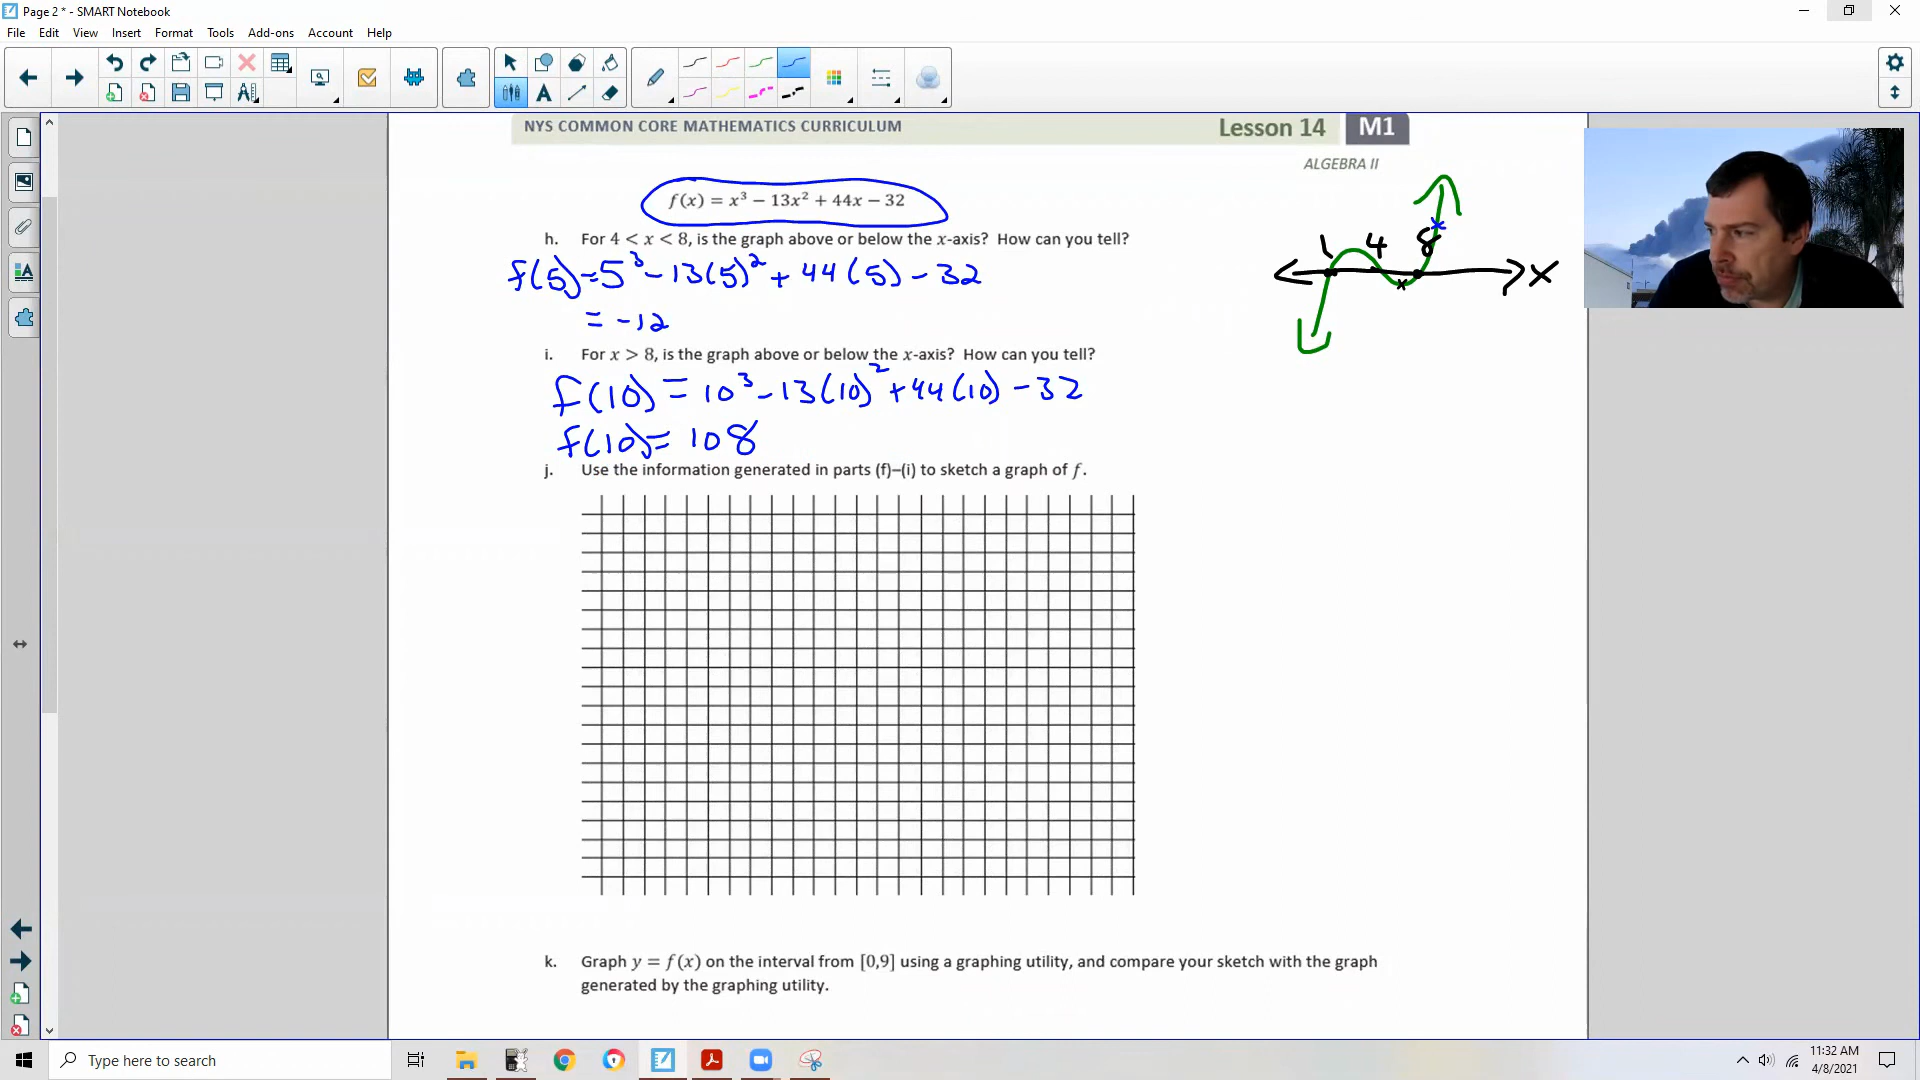 Page 2 * - SMART Notebook
File Edit View Insert Format Tools Add-ons Account Help
NYS COMMON CORE MATHEMATICS CURRICULUM Lesson 14 M1
ALGEBRA II
f(x) = x³ − 13x² + 44x − 32
h. For 4 < x < 8, is the graph above or below the x-axis? How can you tell?
1 4 8
x
f(5) = 5³ − 13(5)² + 44(5) − 32
= −12
i. For x > 8, is the graph above or below the x-axis? How can you tell?
f(10) = 10³ − 13(10)² + 44(10) − 32
f(10) = 108
j. Use the information generated in parts (f)–(i) to sketch a graph of f.
k. Graph y = f(x) on the interval from [0,9] using a graphing utility, and compare your sketch with the graph
generated by the graphing utility.
Type here to search
11:32 AM
4/8/2021